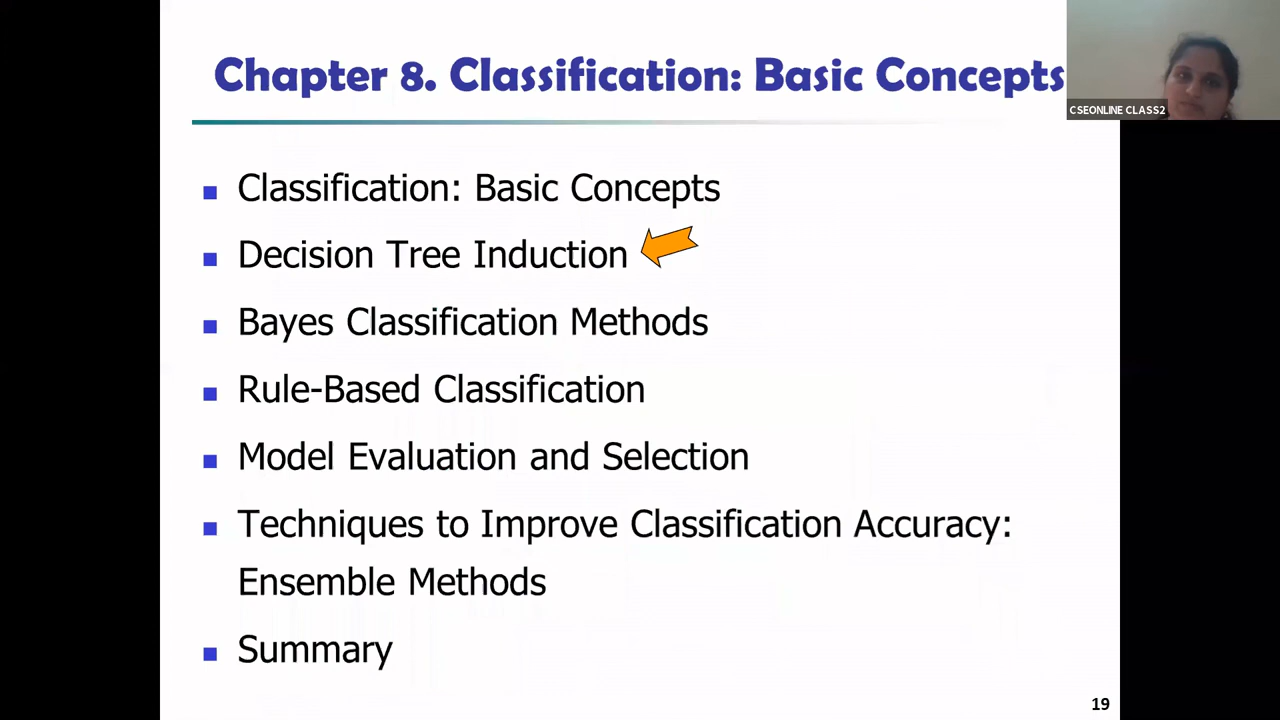 Chapter 8. Classification: Basic Concepts
CSEONLINE CLASS2
Classification: Basic Concepts
Decision Tree Induction
Bayes Classification Methods
Rule-Based Classification
Model Evaluation and Selection
Techniques to Improve Classification Accuracy:
Ensemble Methods
Summary
19